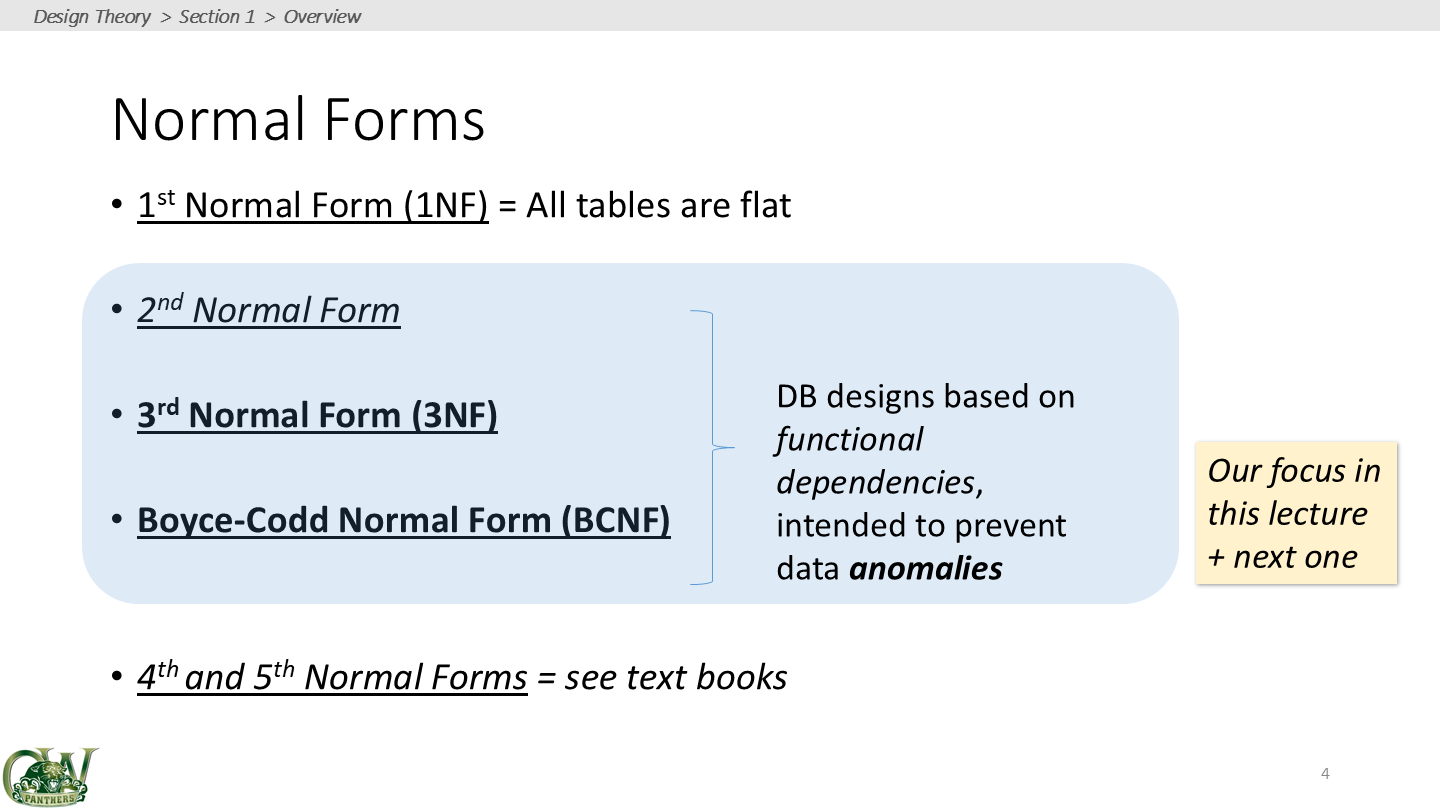 Design Theory > Section 1 > Overview
Normal Forms
• 1st Normal Form (1NF) = All tables are flat
• 2nd Normal Form
• 3rd Normal Form (3NF)
• Boyce-Codd Normal Form (BCNF)
DB designs based on
functional
dependencies,
intended to prevent
data anomalies
Our focus in
this lecture
+ next one
• 4th and 5th Normal Forms = see text books
CW
PANTHERS
4